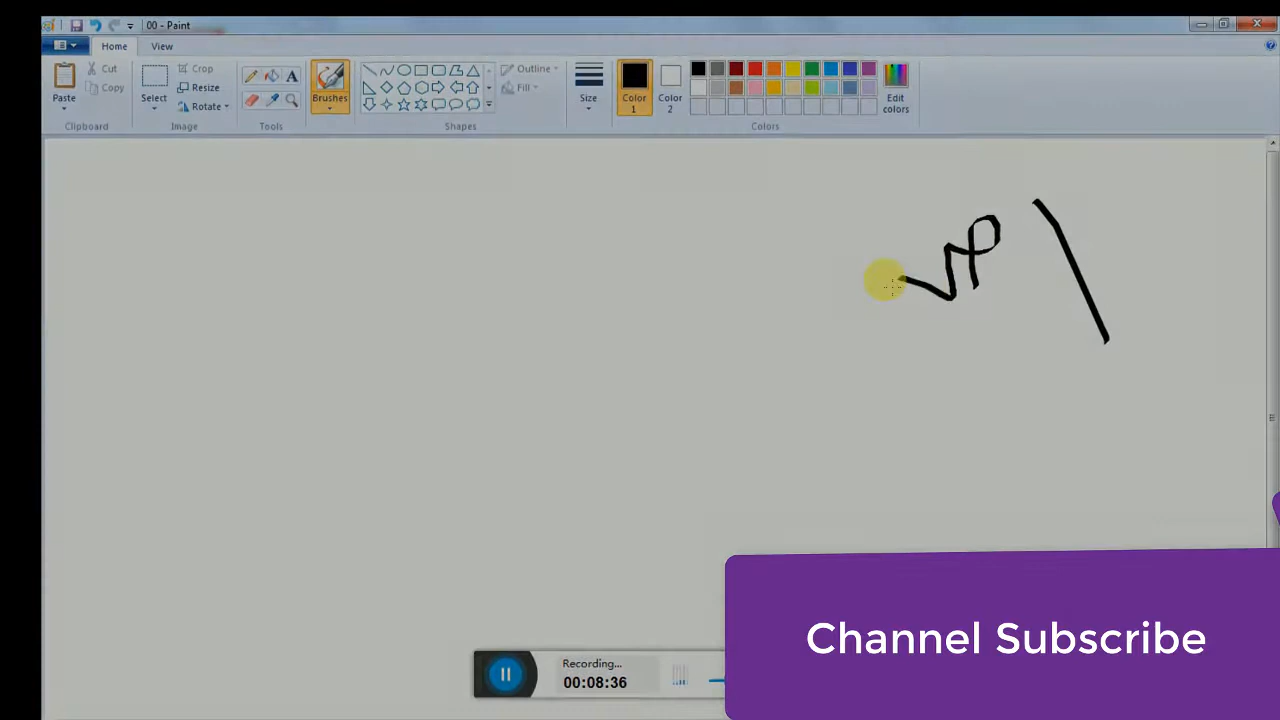 00 - Paint
Home View
Paste
Cut
Copy
Clipboard
Select
Crop
Resize
Rotate
Image
A
Tools
Brushes
Outline
Fill
Shapes
Size
Color 1
Color 2
Edit colors
Colors
Recording...
00:08:36
Channel Subscribe